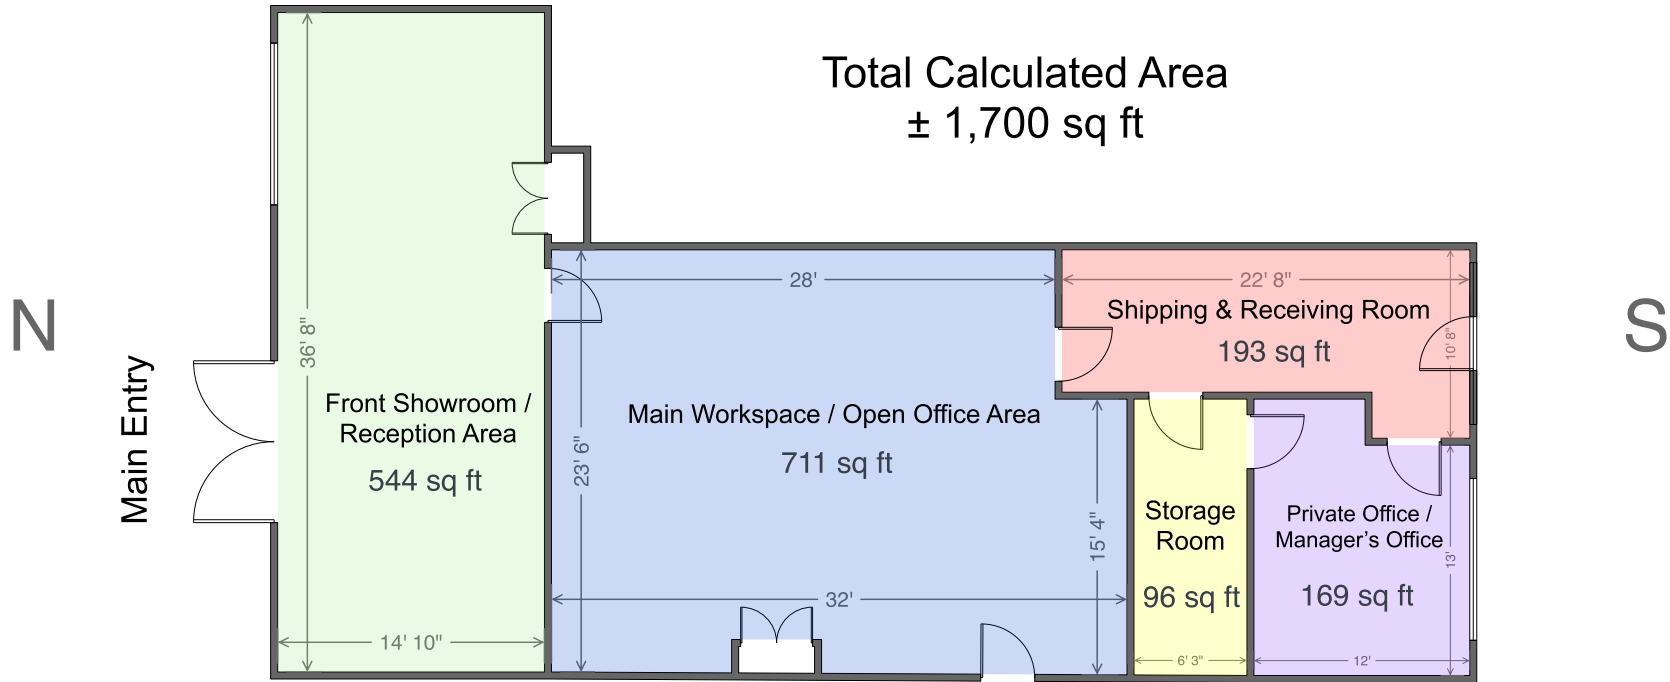 Total Calculated Area
± 1,700 sq ft
N
S
Main Entry
36' 8"
Front Showroom /
Reception Area
544 sq ft
14' 10"
28'
23' 6"
Main Workspace / Open Office Area
711 sq ft
15' 4"
32'
22' 8"
Shipping & Receiving Room
193 sq ft
10' 8"
Storage
Room
96 sq ft
6' 3"
Private Office /
Manager’s Office
169 sq ft
13'
12'